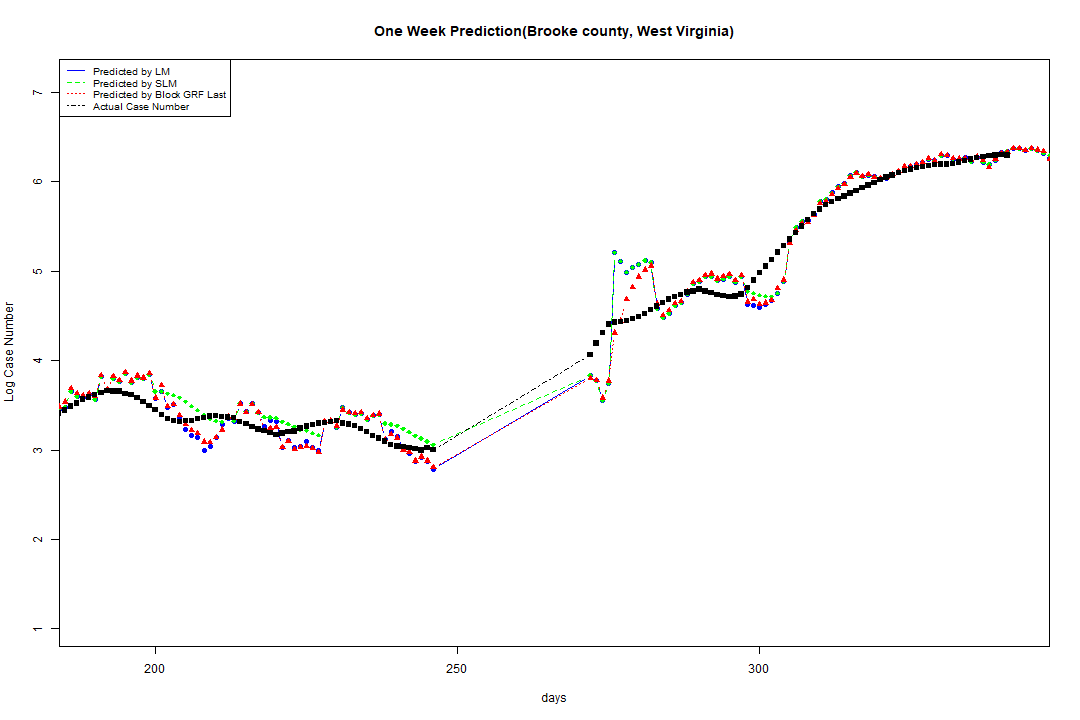 One Week Prediction(Brooke county, West Virginia)
Predicted by LM
Predicted by SLM
Predicted by Block GRF Last
Actual Case Number
7
6
5
4
3
2
1
Log Case Number
200 250 300
days